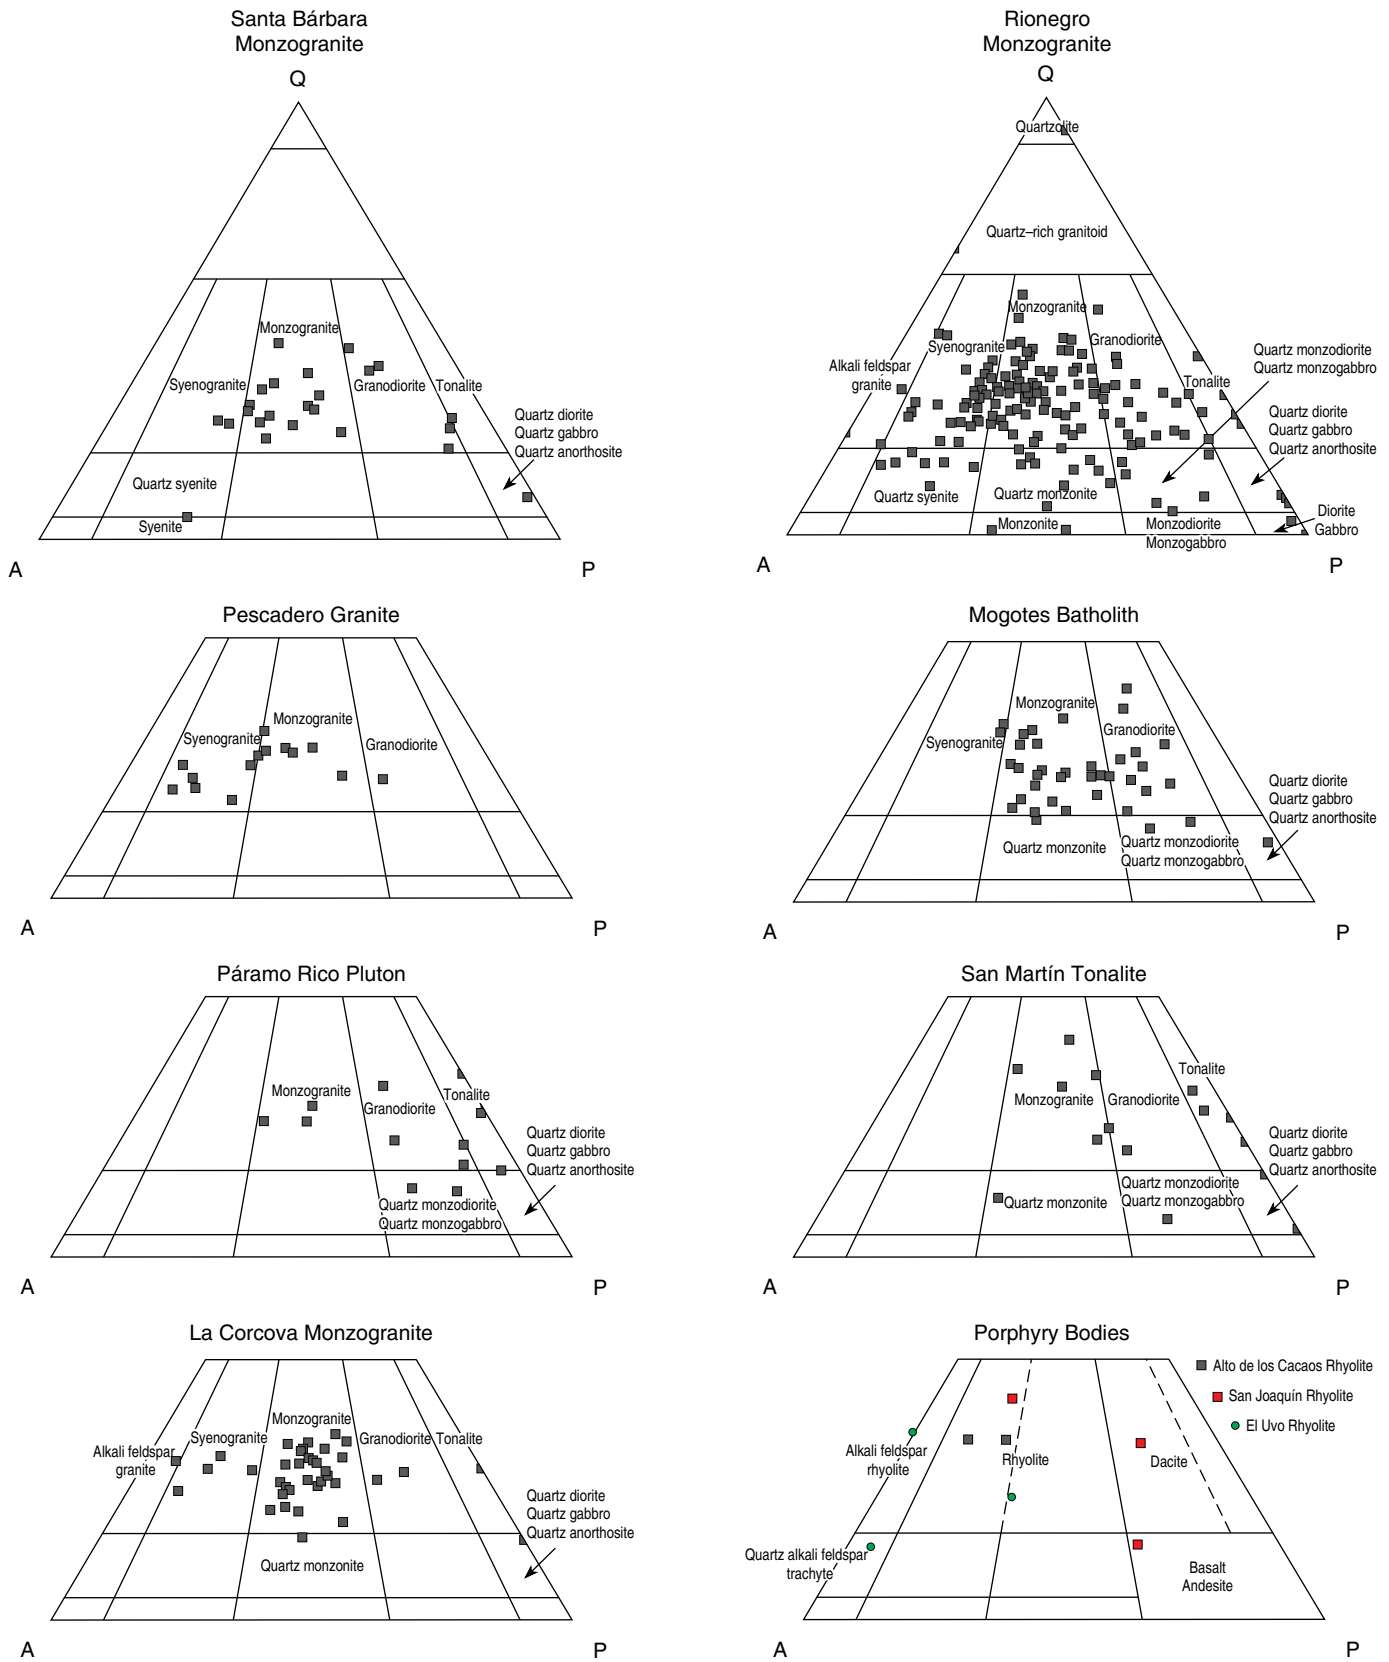 Santa Bárbara
Monzogranite
Q
Monzogranite
Syenogranite
Granodiorite
Tonalite
Quartz diorite
Quartz gabbro
Quartz anorthosite
Quartz syenite
Syenite
A
P
Rionegro
Monzogranite
Q
Quartzolite
Quartz–rich granitoid
Monzogranite
Granodiorite
Syenogranite
Alkali feldspar
granite
Tonalite
Quartz monzodiorite
Quartz monzogabbro
Quartz diorite
Quartz gabbro
Quartz anorthosite
Quartz syenite
Quartz monzonite
Monzonite
Monzodiorite
Monzogabbro
Diorite
Gabbro
A
P
Pescadero Granite
Monzogranite
Syenogranite
Granodiorite
A
P
Mogotes Batholith
Monzogranite
Syenogranite
Granodiorite
Quartz diorite
Quartz gabbro
Quartz anorthosite
Quartz monzonite
Quartz monzodiorite
Quartz monzogabbro
A
P
Páramo Rico Pluton
Monzogranite
Granodiorite
Tonalite
Quartz diorite
Quartz gabbro
Quartz anorthosite
Quartz monzodiorite
Quartz monzogabbro
A
P
San Martín Tonalite
Tonalite
Monzogranite
Granodiorite
Quartz diorite
Quartz gabbro
Quartz anorthosite
Quartz monzonite
Quartz monzodiorite
Quartz monzogabbro
A
P
La Corcova Monzogranite
Monzogranite
Syenogranite
Granodiorite
Tonalite
Alkali feldspar
granite
Quartz diorite
Quartz gabbro
Quartz anorthosite
Quartz monzonite
A
P
Porphyry Bodies
Alto de los Cacaos Rhyolite
San Joaquín Rhyolite
El Uvo Rhyolite
Alkali feldspar
rhyolite
Rhyolite
Dacite
Quartz alkali feldspar
trachyte
Basalt
Andesite
A
P